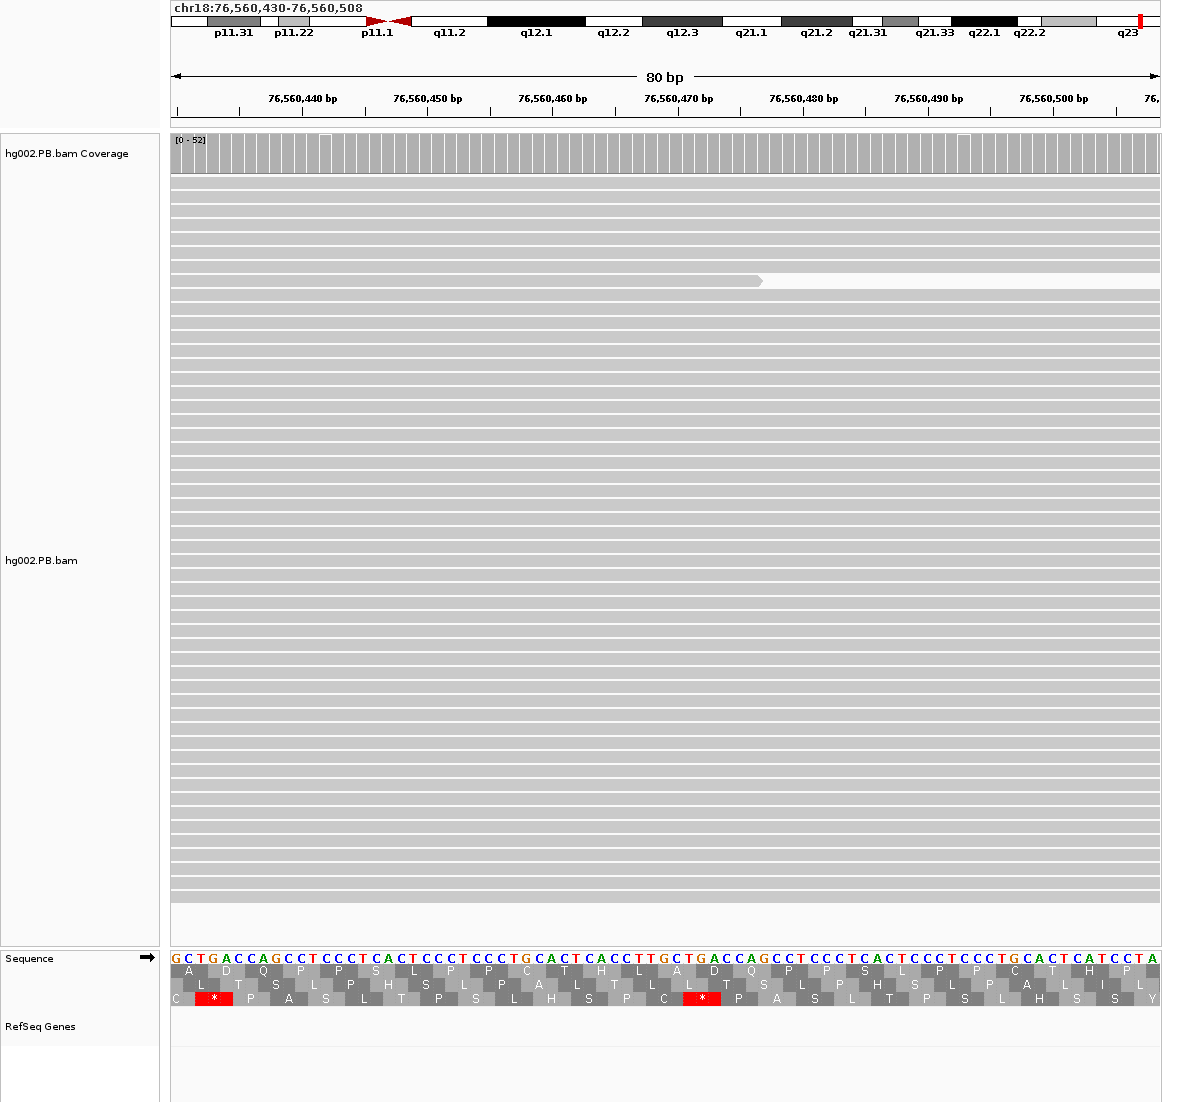 chr18:76,560,430-76,560,508
p11.31 p11.22 p11.1 q11.2 q12.1 q12.2 q12.3 q21.1 q21.2 q21.31 q21.33 q22.1 q22.2 q23
80 bp
76,560,440 bp 76,560,450 bp 76,560,460 bp 76,560,470 bp 76,560,480 bp 76,560,490 bp 76,560,500 bp 76,
[0 - 52]
hg002.PB.bam Coverage
hg002.PB.bam
Sequence
GCTGACCAGCCTCCCTCACTCCCTCCCTGCACTCACCTTGCTGACCAGCCTCCCTCACTCCCTCCCTGCACTCATCCTA
A D Q P P S L P P C T H L A D Q P P S L P P C T H P
L T S L P H S L P A L T L L T S L P H S L P A L I L
C * P A S L T P S L H S P C * P A S L T P S L H S S Y
RefSeq Genes